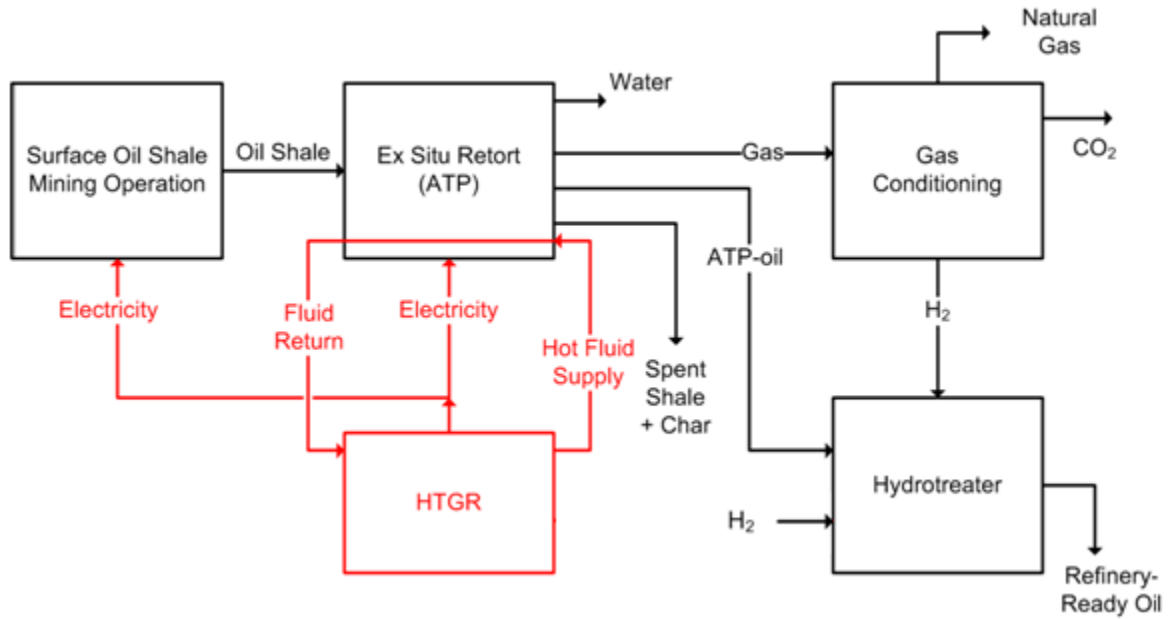 Natural
Gas
Water
Surface Oil Shale
Mining Operation
Oil Shale
Ex Situ Retort
(ATP)
Gas
Gas
Conditioning
CO₂
ATP-oil
Electricity
Fluid
Return
Electricity
Hot Fluid
Supply
H₂
Spent
Shale
+ Char
HTGR
Hydrotreater
H₂
Refinery-
Ready Oil